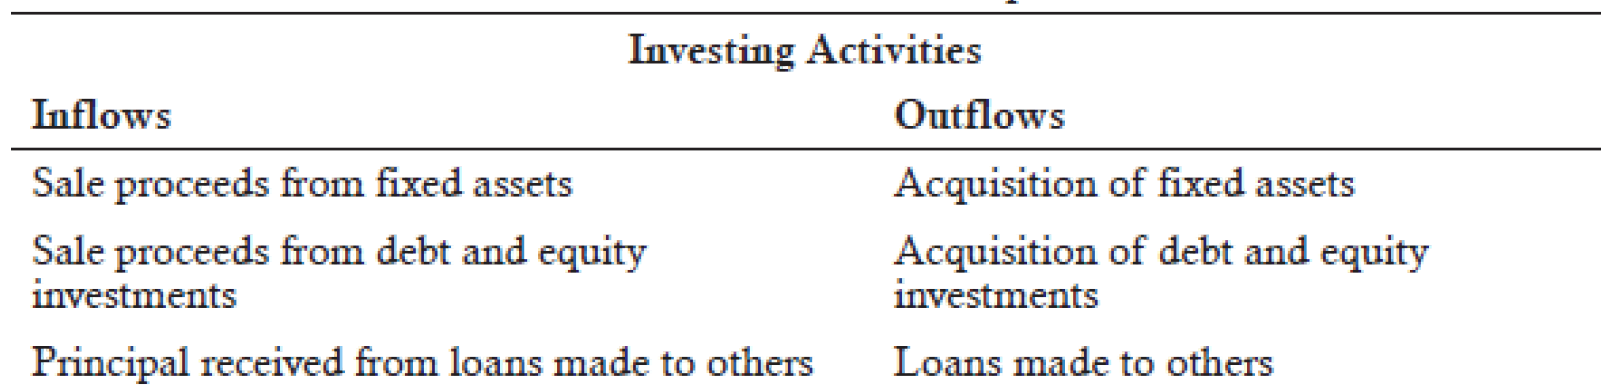 Investing Activities
Inflows Outflows
Sale proceeds from fixed assets Acquisition of fixed assets
Sale proceeds from debt and equity Acquisition of debt and equity
investments investments
Principal received from loans made to others Loans made to others